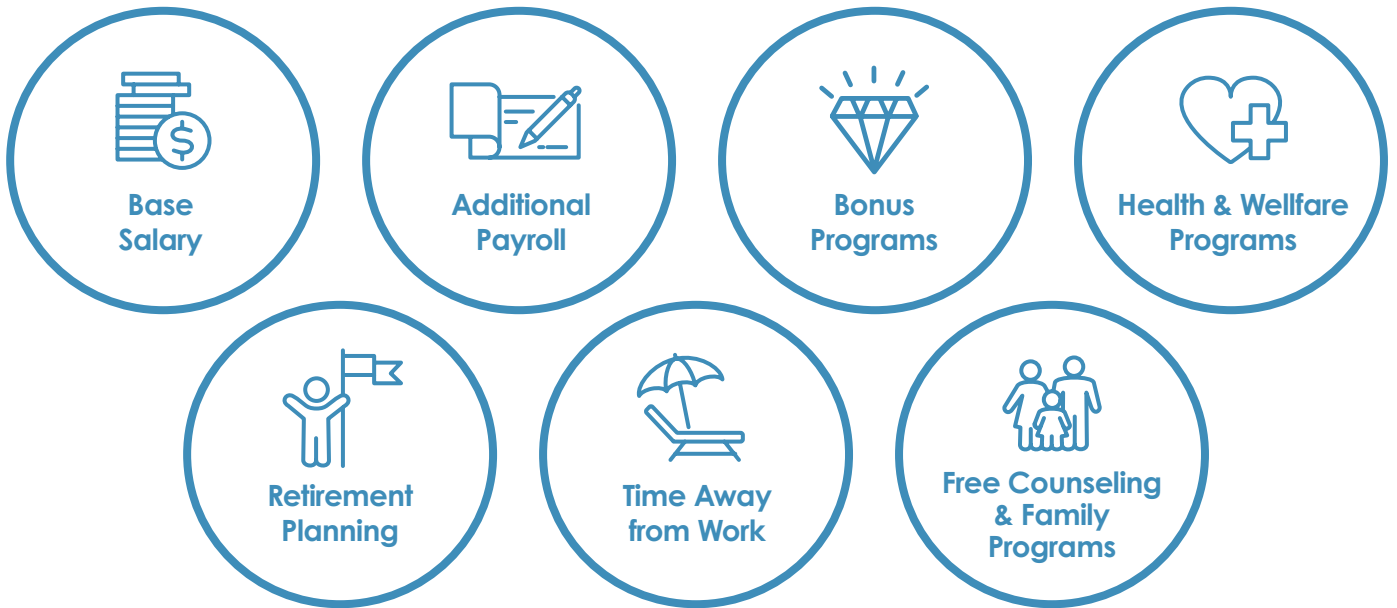 Base
Salary
Additional
Payroll
Bonus
Programs
Health & Wellfare
Programs
Retirement
Planning
Time Away
from Work
Free Counseling
& Family
Programs